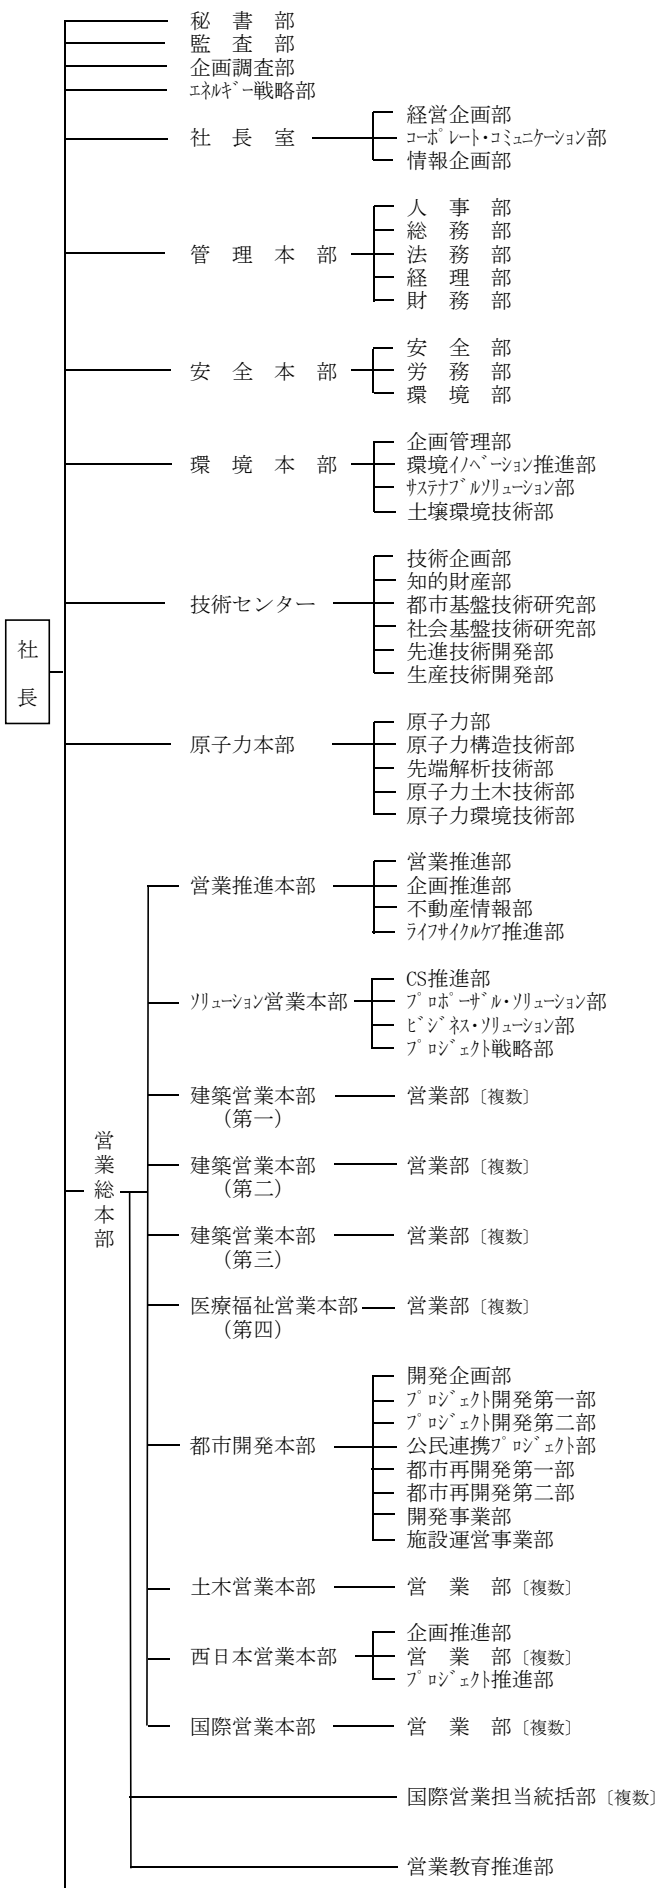 秘書部
監査部
企画調査部
ｴﾈﾙｷﾞｰ戦略部
社長室
経営企画部
ｺｰﾎﾟﾚｰﾄ・ｺﾐｭﾆｹｰｼｮﾝ部
情報企画部
管理本部
人事部
総務部
法務部
経理部
財務部
安全本部
安全部
労務部
環境部
環境本部
企画管理部
環境ｲﾉﾍﾞｰｼｮﾝ推進部
ｻｽﾃﾅﾌﾞﾙｿﾘｭｰｼｮﾝ部
土壌環境技術部
技術センター
技術企画部
知的財産部
都市基盤技術研究部
社会基盤技術研究部
先進技術開発部
生産技術開発部
社長
原子力本部
原子力部
原子力構造技術部
先端解析技術部
原子力土木技術部
原子力環境技術部
営業総本部
営業推進本部
営業推進部
企画推進部
不動産情報部
ﾗｲﾌｻｲｸﾙｹｱ推進部
ｿﾘｭｰｼｮﾝ営業本部
CS推進部
ﾌﾟﾛﾎﾟｰｻﾞﾙ・ｿﾘｭｰｼｮﾝ部
ﾋﾞｼﾞﾈｽ・ｿﾘｭｰｼｮﾝ部
ﾌﾟﾛｼﾞｪｸﾄ戦略部
建築営業本部
(第一)
営業部〔複数〕
建築営業本部
(第二)
営業部〔複数〕
建築営業本部
(第三)
営業部〔複数〕
医療福祉営業本部
(第四)
営業部〔複数〕
都市開発本部
開発企画部
ﾌﾟﾛｼﾞｪｸﾄ開発第一部
ﾌﾟﾛｼﾞｪｸﾄ開発第二部
公民連携ﾌﾟﾛｼﾞｪｸﾄ部
都市再開発第一部
都市再開発第二部
開発事業部
施設運営事業部
土木営業本部
営業部〔複数〕
西日本営業本部
企画推進部
営業部〔複数〕
ﾌﾟﾛｼﾞｪｸﾄ推進部
国際営業本部
営業部〔複数〕
国際営業担当統括部〔複数〕
営業教育推進部